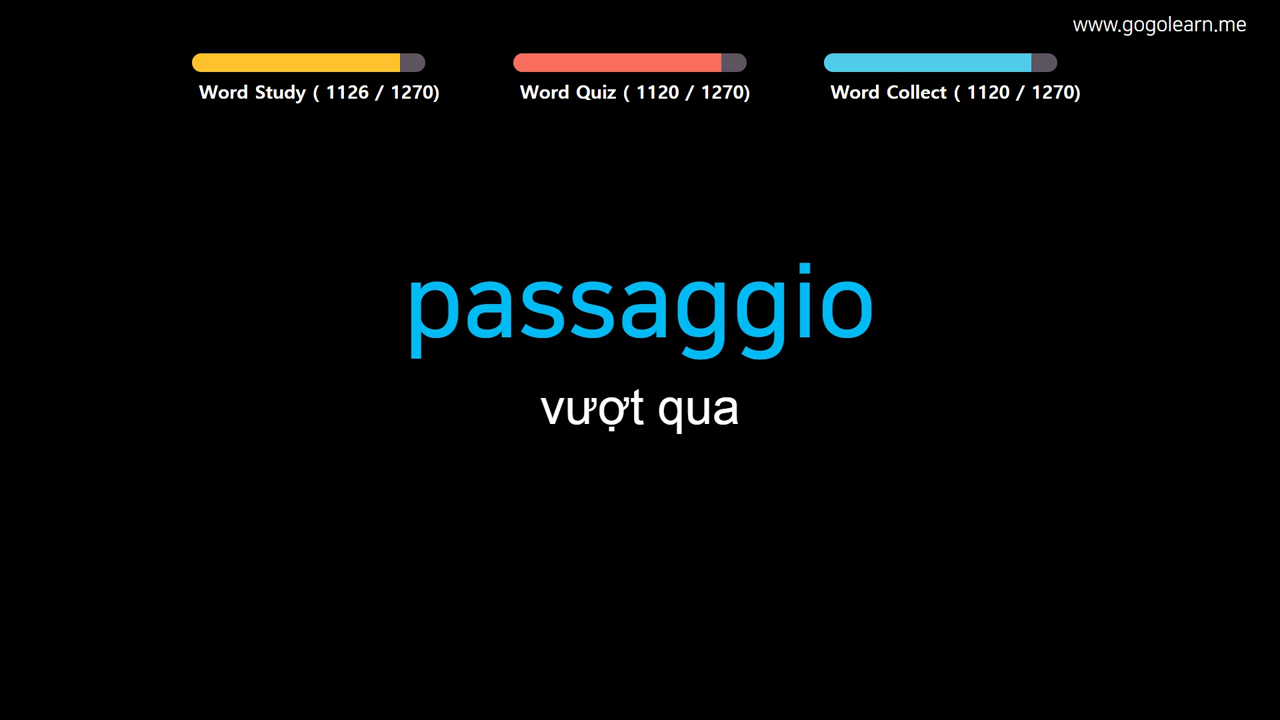 www.gogolearn.me
Word Study ( 1126 / 1270)
Word Quiz ( 1120 / 1270)
Word Collect ( 1120 / 1270)
passaggio
vượt qua